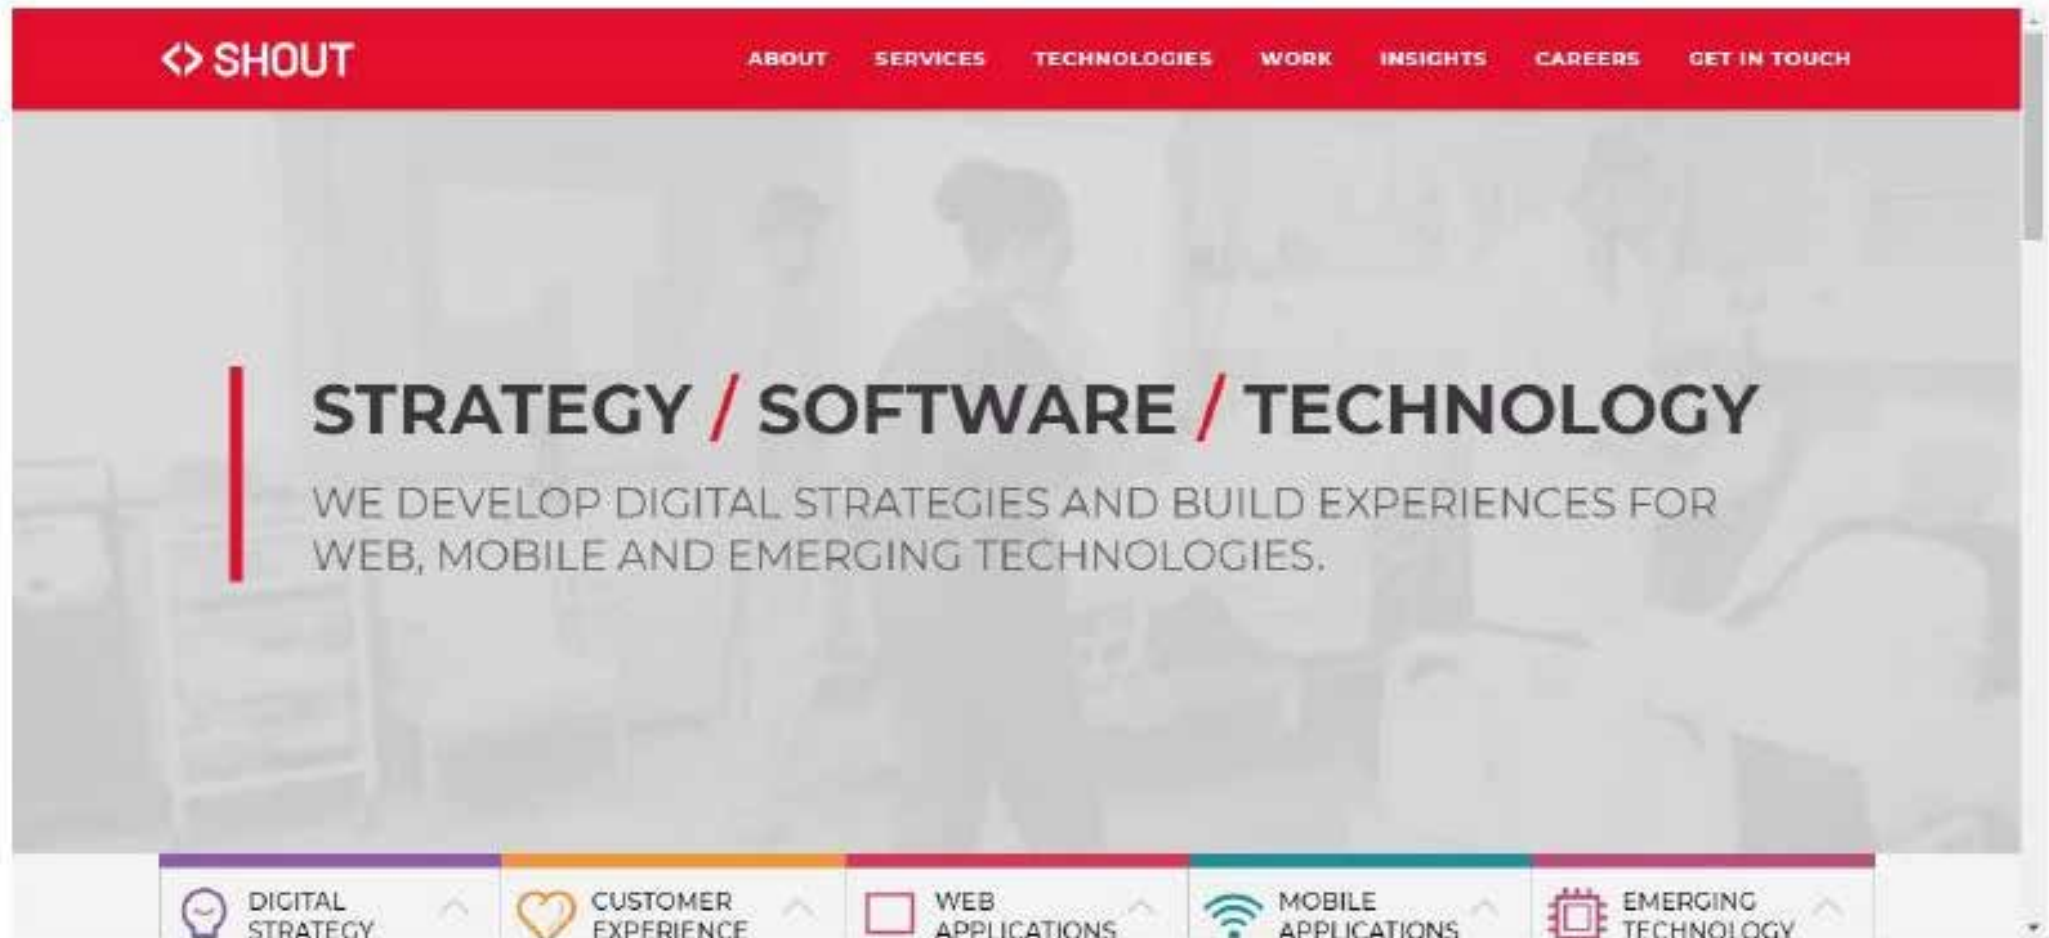 <> SHOUT
ABOUT SERVICES TECHNOLOGIES WORK INSIGHTS CAREERS GET IN TOUCH
STRATEGY / SOFTWARE / TECHNOLOGY
WE DEVELOP DIGITAL STRATEGIES AND BUILD EXPERIENCES FOR
WEB, MOBILE AND EMERGING TECHNOLOGIES.
DIGITAL
STRATEGY
CUSTOMER
EXPERIENCE
WEB
APPLICATIONS
MOBILE
APPLICATIONS
EMERGING
TECHNOLOGY